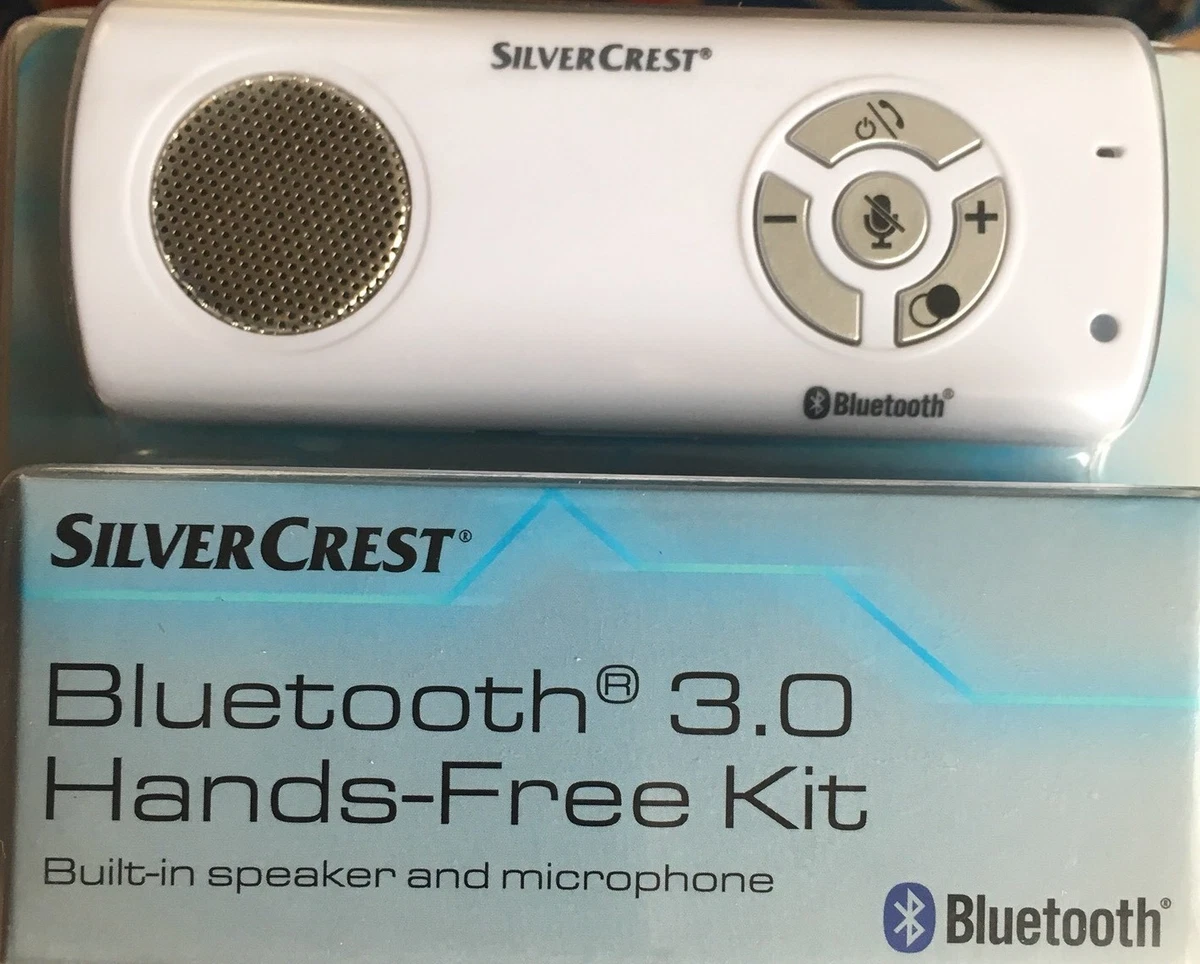 SILVERCREST®
− +
Bluetooth®
SILVERCREST®
Bluetooth® 3.0
Hands-Free Kit
Built-in speaker and microphone
Bluetooth®